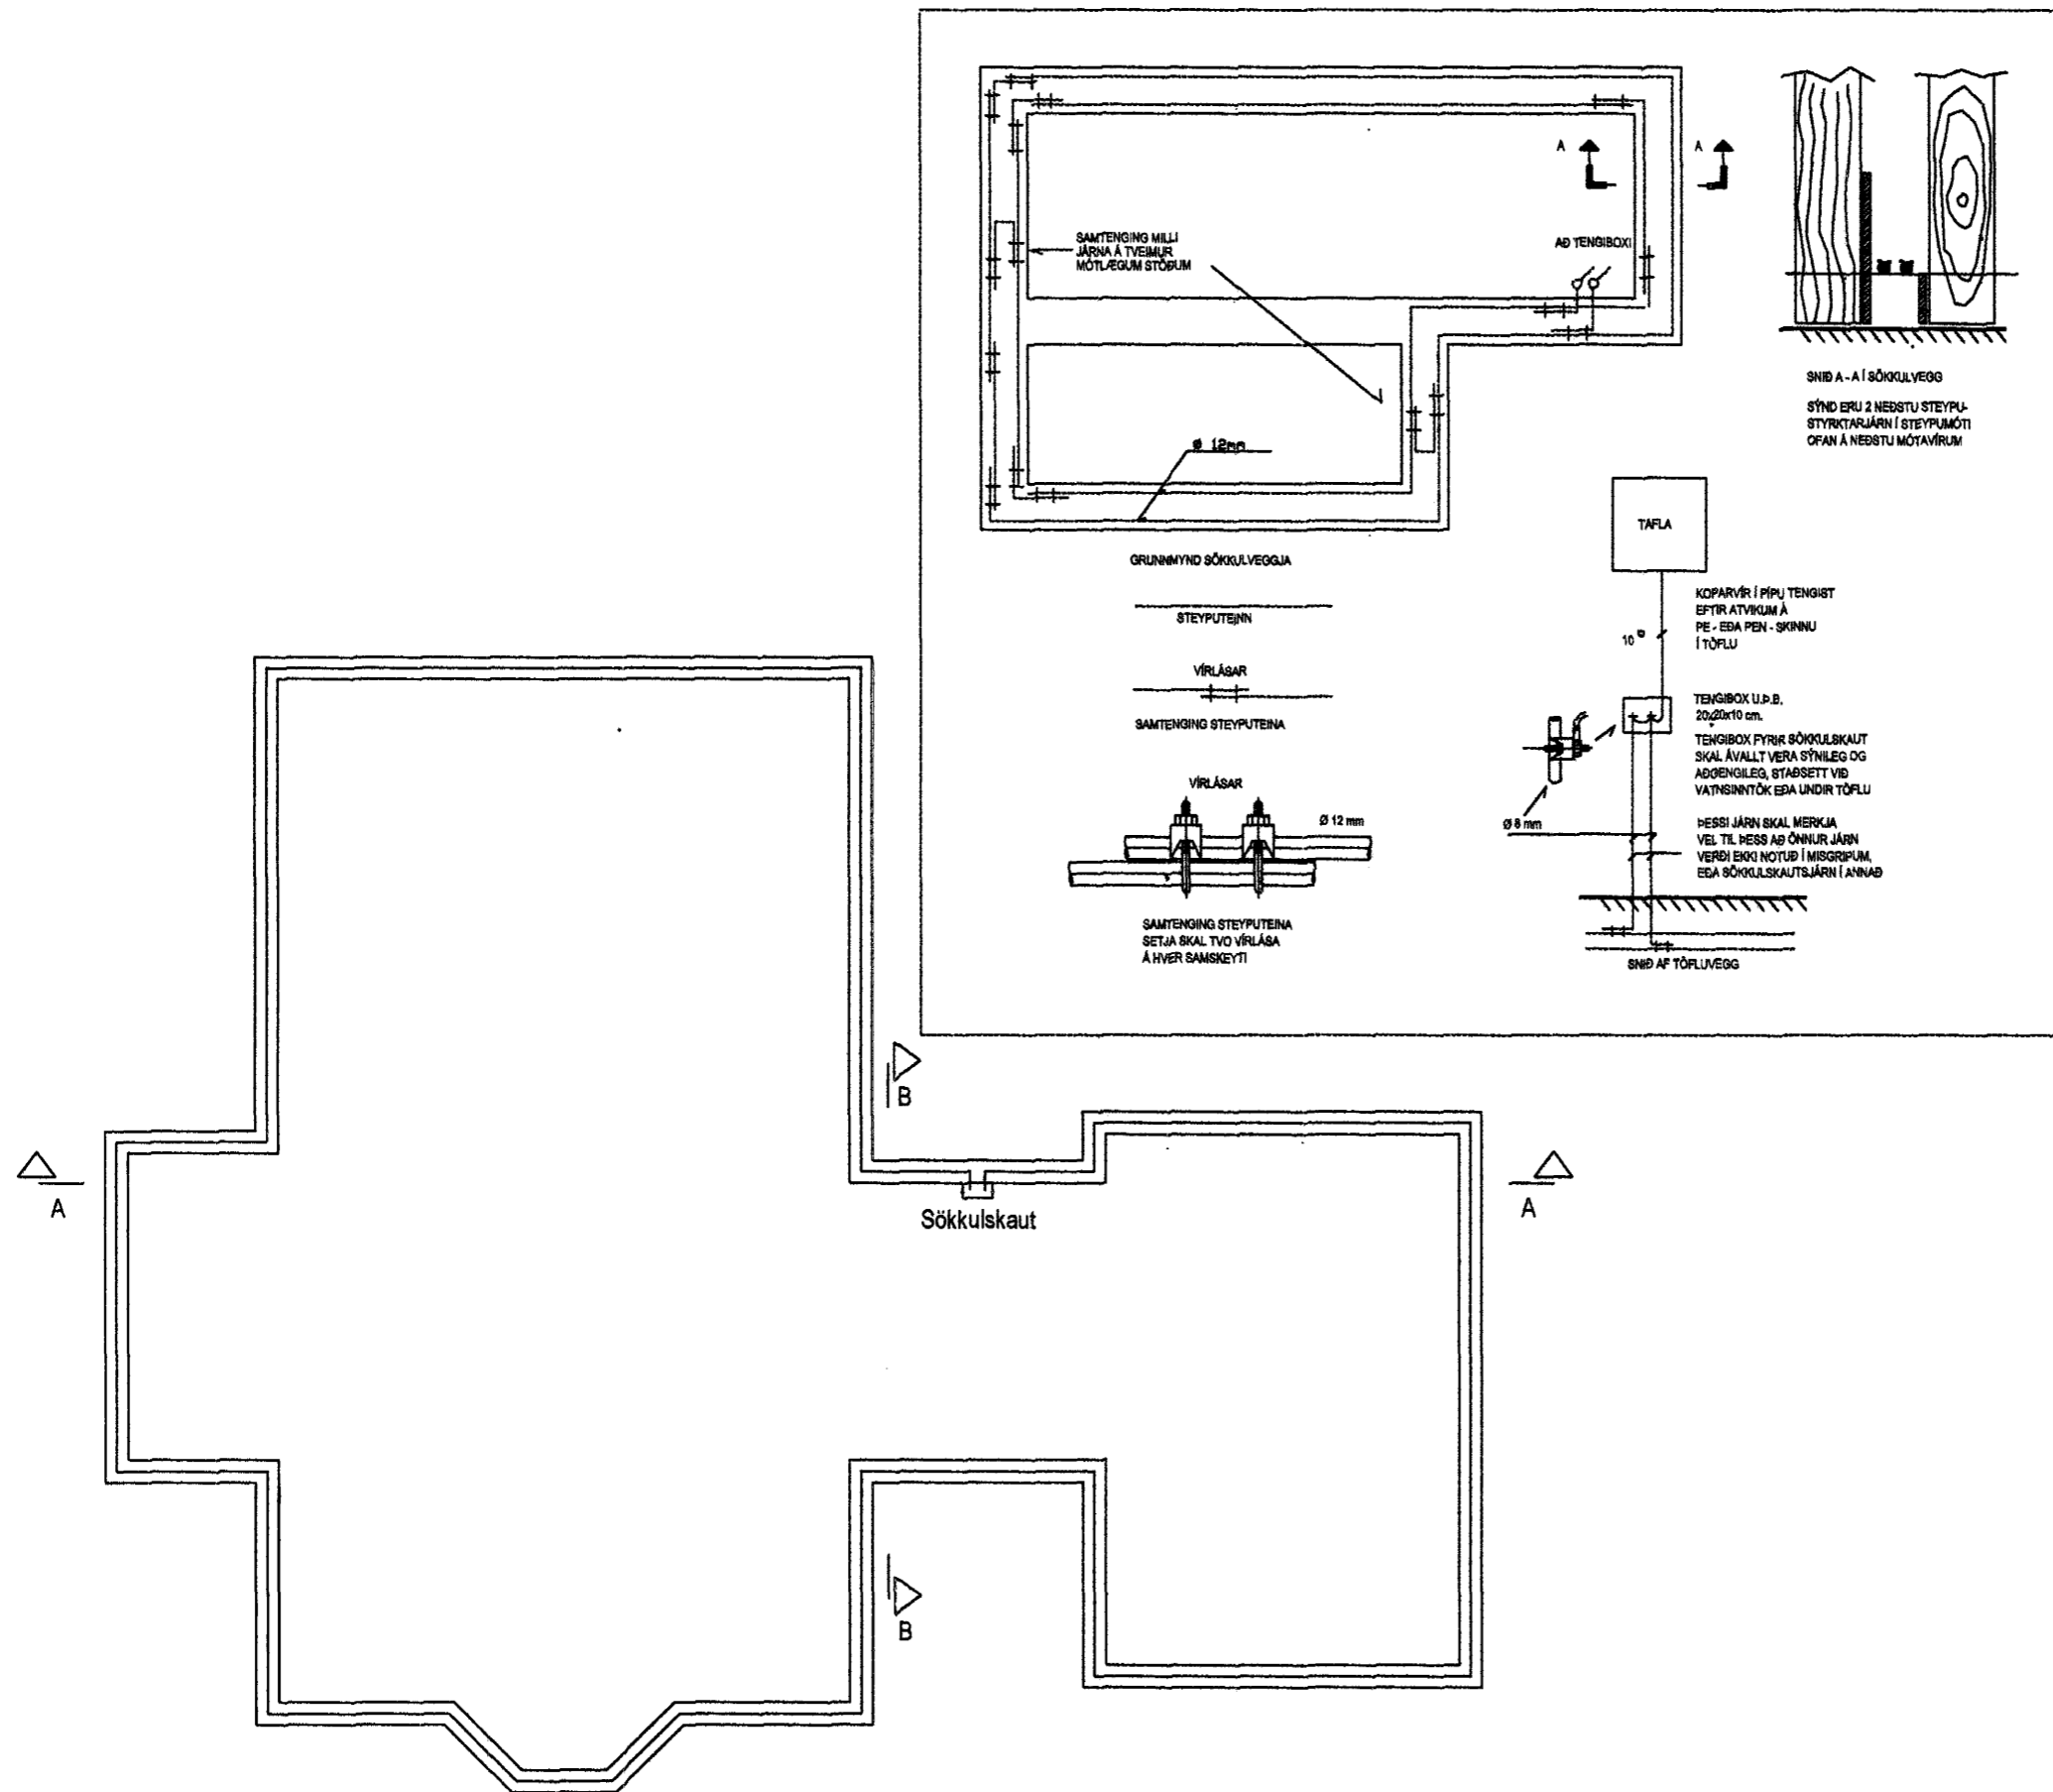 A
A
SAMTENGING MILLI
JÁRNA Á TVEIMUR
MÓTLÆGUM STÖÐUM
AÐ TENGIBOXI
Ø 12mm
GRUNNMYND SÖKKULVEGGJA
STEYPUTEINN
VÍRLÁSAR
SAMTENGING STEYPUTEINA
VÍRLÁSAR
Ø 12 mm
SAMTENGING STEYPUTEINA
SETJA SKAL TVO VÍRLÁSA
Á HVER SAMSKEYTI
SNIÐ A - A Í SÖKKULVEGG
SÝND ERU 2 NEÐSTU STEYPU-
STYRKTARJÁRN Í STEYPUMÓTI
OFAN Á NEÐSTU MÓTAVÍRUM
TAFLA
KOPARVÍR Í PÍPU TENGIST
EFTIR ATVIKUM Á
PE - EÐA PEN - SKINNU
Í TÖFLU
10
TENGIBOX U.Þ.B.
20x20x10 cm.
TENGIBOX FYRIR SÖKKULSKAUT
SKAL ÁVALLT VERA SÝNILEG OG
AÐGENGILEG, STAÐSETT VIÐ
VATNSINNTÖK EÐA UNDIR TÖFLU
Ø 8 mm
ÞESSI JÁRN SKAL MERKJA
VEL TIL ÞESS AÐ ÖNNUR JÁRN
VERÐI EKKI NOTUÐ Í MISGRIPUM,
EÐA SÖKKULSKAUTSJÁRN Í ANNAÐ
SNIÐ AF TÖFLUVEGG
B
A
Sökkulskaut
A
B